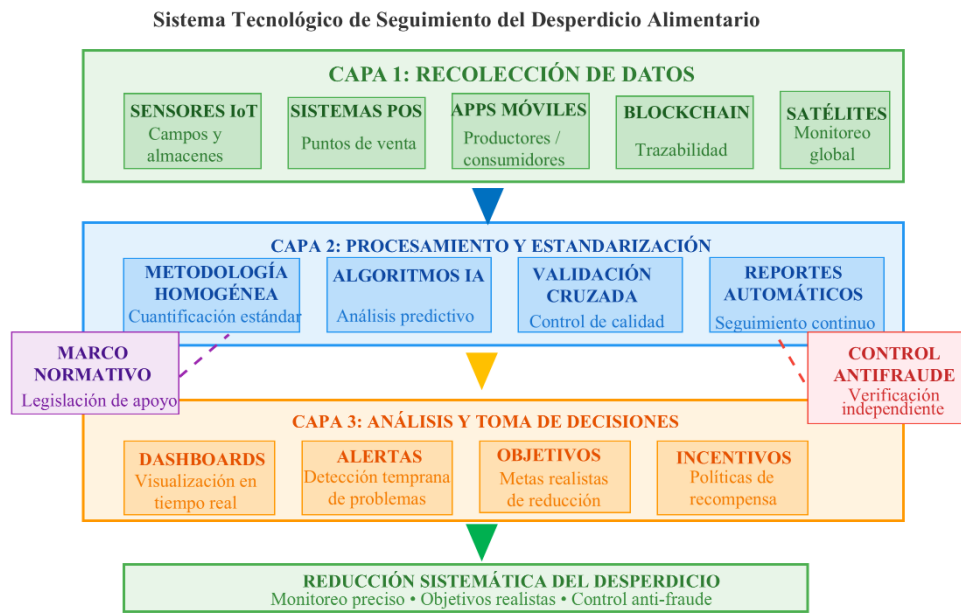 Sistema Tecnológico de Seguimiento del Desperdicio Alimentario
CAPA 1: RECOLECCIÓN DE DATOS
SENSORES IoT
Campos y
almacenes
SISTEMAS POS
Puntos de venta
APPS MÓVILES
Productores /
consumidores
BLOCKCHAIN
Trazabilidad
SATÉLITES
Monitoreo
global
CAPA 2: PROCESAMIENTO Y ESTANDARIZACIÓN
METODOLOGÍA
HOMOGÉNEA
Cuantificación estándar
ALGORITMOS IA
Análisis predictivo
VALIDACIÓN
CRUZADA
Control de calidad
REPORTES
AUTOMÁTICOS
Seguimiento continuo
MARCO
NORMATIVO
Legislación de apoyo
CONTROL
ANTIFRAUDE
Verificación
independiente
CAPA 3: ANÁLISIS Y TOMA DE DECISIONES
DASHBOARDS
Visualización en
tiempo real
ALERTAS
Detección temprana
de problemas
OBJETIVOS
Metas realistas
de reducción
INCENTIVOS
Políticas de
recompensa
REDUCCIÓN SISTEMÁTICA DEL DESPERDICIO
Monitoreo preciso • Objetivos realistas • Control anti-fraude